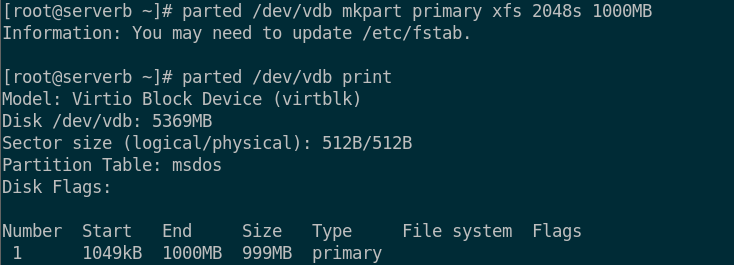 [root@serverb ~]# parted /dev/vdb mkpart primary xfs 2048s 1000MB
Information: You may need to update /etc/fstab.

[root@serverb ~]# parted /dev/vdb print
Model: Virtio Block Device (virtblk)
Disk /dev/vdb: 5369MB
Sector size (logical/physical): 512B/512B
Partition Table: msdos
Disk Flags:

Number  Start   End     Size   Type     File system  Flags
 1      1049kB  1000MB  999MB  primary